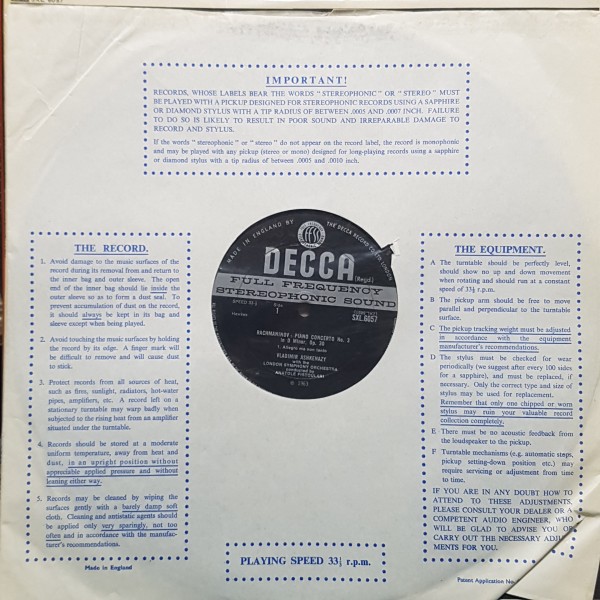 IMPORTANT!
RECORDS, WHOSE LABELS BEAR THE WORDS "STEREOPHONIC" OR "STEREO" MUST
BE PLAYED WITH A PICKUP DESIGNED FOR STEREOPHONIC RECORDS USING A SAPPHIRE
OR DIAMOND STYLUS WITH A TIP RADIUS OF BETWEEN .0005 AND .0007 INCH. FAILURE
TO DO SO IS LIKELY TO RESULT IN POOR SOUND AND IRREPARABLE DAMAGE TO
RECORD AND STYLUS.
If the words "stereophonic" or "stereo" do not appear on the record label, the record is monophonic
and may be played with any pickup (stereo or mono) designed for long-playing records using a sapphire
or diamond stylus with a tip radius of between .0005 and .0010 inch.
THE RECORD.
1. Avoid damage to the music surfaces of the
record during its removal from and return to
the inner bag and outer sleeve. The open
end of the inner bag should lie inside the
outer sleeve so as to form a dust seal. To
prevent accumulation of dust on the record,
it should always be kept in its bag and
sleeve except when being played.
2. Avoid touching the music surfaces by holding
the record by its edge. A finger mark will
be difficult to remove and will cause dust
to stick.
3. Protect records from all sources of heat,
such as fires, sunlight, radiators, hot-water
pipes, amplifiers, etc. A record left on a
stationary turntable may warp badly when
subjected to the rising heat from an amplifier
situated under the turntable.
4. Records should be stored at a moderate
uniform temperature, away from heat and
dust, in an upright position without
appreciable applied pressure and without
leaning either way.
5. Records may be cleaned by wiping the
surfaces gently with a barely damp soft
cloth. Cleaning and antistatic agents should
be applied only very sparingly, not too
often and in accordance with the manufac-
turer's recommendations.
Made in England
MADE IN ENGLAND BY THE DECCA RECORD
ffss
DECCA
(Regd)
FULL FREQUENCY
STEREOPHONIC SOUND
SPEED 33⅓
Side
1
SXL.6057
RACHMANINOV: PIANO CONCERTO No. 3
in D Minor, Op. 30
1. Allegro ma non tanto
VLADIMIR ASHKENAZY
with the
LONDON SYMPHONY ORCHESTRA
conducted by
ANATOLE FISTOULARI
℗ 1963
THE EQUIPMENT.
A The turntable should be perfectly level,
should show no up and down movement
when rotating and should run at a constant
speed of 33⅓ r.p.m.
B The pickup arm should be free to move
parallel and perpendicular to the turntable
surface.
C The pickup tracking weight must be adjusted
in accordance with the equipment
manufacturer's recommendations.
D The stylus must be checked for wear
periodically (we suggest after every 100 sides
for a sapphire), and must be replaced, if
necessary. Only the correct type and size of
stylus may be used for replacement.
Remember that only one chipped or worn
stylus may ruin your valuable record
collection completely.
E There must be no acoustic feedback from
the loudspeaker to the pickup.
F Turntable mechanisms (e.g. automatic stops,
pickup setting-down position etc.) may
require servicing or adjustment from time
to time.
IF YOU ARE IN ANY DOUBT HOW TO
ATTEND TO THESE ADJUSTMENTS,
PLEASE CONSULT YOUR DEALER OR A
COMPETENT AUDIO ENGINEER, WHO
WILL BE GLAD TO ADVISE YOU OR
CARRY OUT THE NECESSARY ADJUST
MENTS FOR YOU.
PLAYING SPEED 33⅓ r.p.m.
Patent Application No.